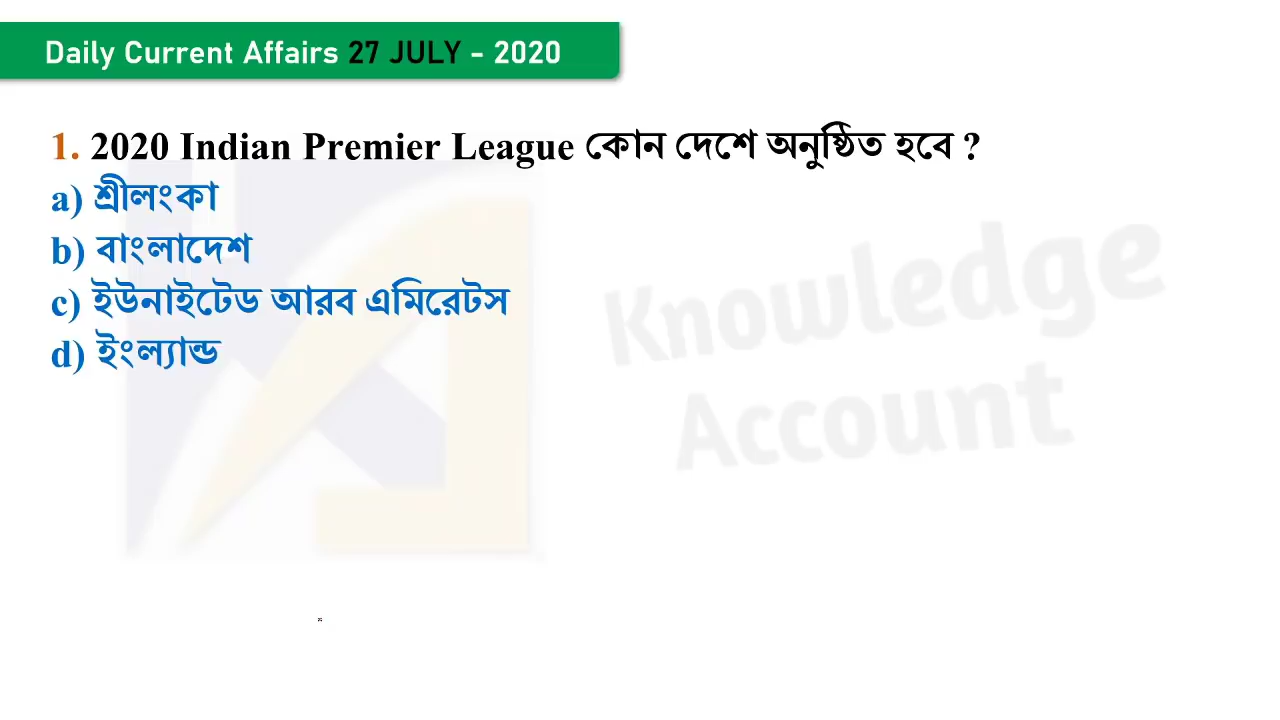 Daily Current Affairs 27 JULY - 2020
1. 2020 Indian Premier League কোন দেশে অনুষ্ঠিত হবে ?
a) শ্রীলংকা
b) বাংলাদেশ
c) ইউনাইটেড আরব এমিরেটস
d) ইংল্যান্ড
Knowledge
Account